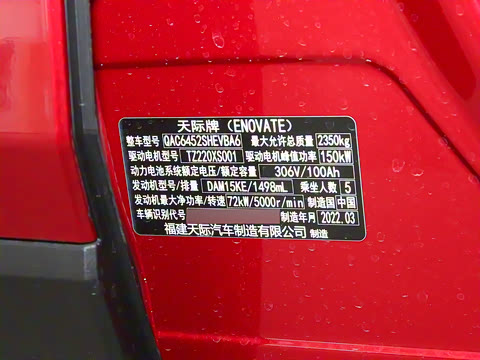 天际牌（ENOVATE）
整车型号 QAC6452SHEVBA6 最大允许总质量 2350kg
驱动电机型号 TZ220XS001 驱动电机峰值功率 150kW
动力电池系统额定电压/额定容量 306V/100Ah
发动机型号/排量 DAM15KE/1498mL 乘坐人数 5
发动机最大净功率/转速 72kW/5000r/min 制造国 中国
车辆识别代号 制造年月 2022.03
福建天际汽车制造有限公司 制造